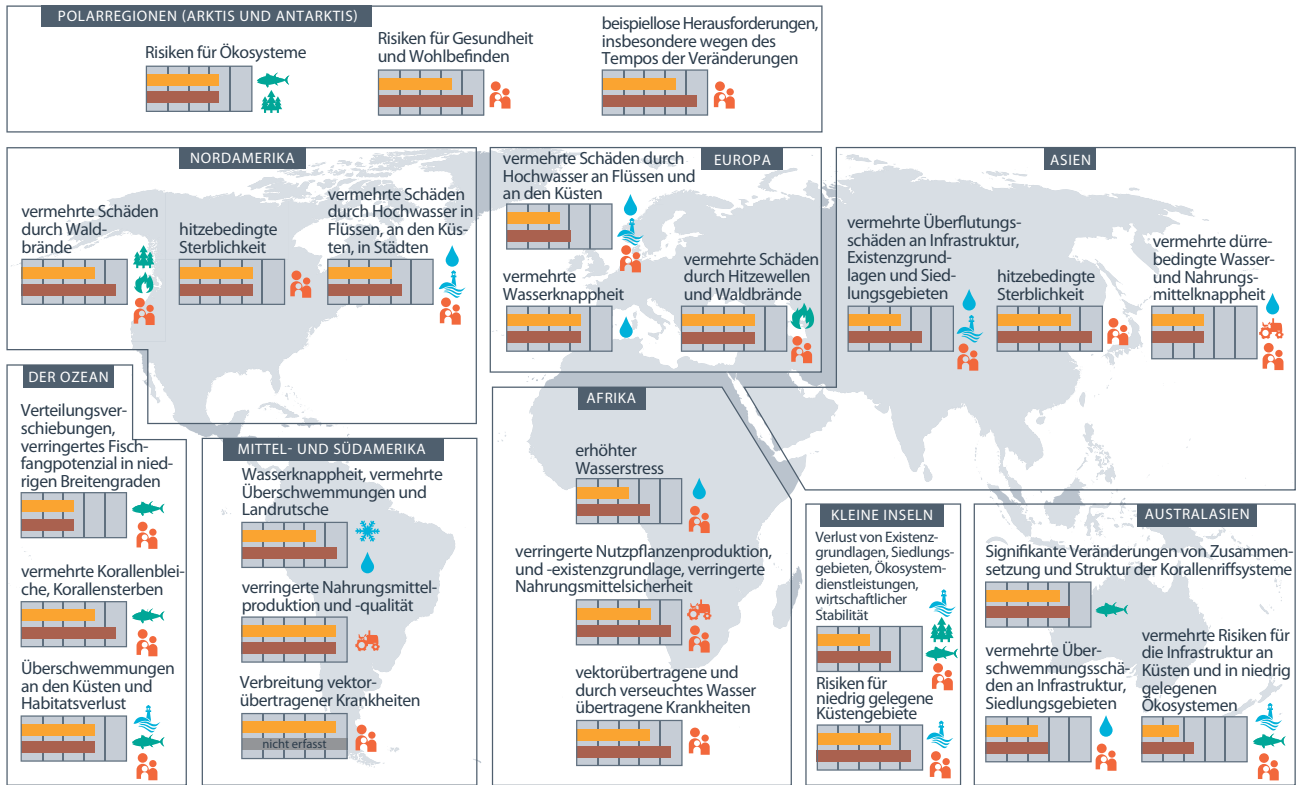 POLARREGIONEN (ARKTIS UND ANTARKTIS)
Risiken für Ökosysteme
Risiken für Gesundheit
und Wohlbefinden
beispiellose Herausforderungen,
insbesondere wegen des
Tempos der Veränderungen
NORDAMERIKA
vermehrte Schäden
durch Wald-
brände
hitzebedingte
Sterblichkeit
vermehrte Schäden
durch Hochwasser in
Flüssen, an den Küs-
ten, in Städten
EUROPA
vermehrte Schäden durch
Hochwasser an Flüssen und
an den Küsten
vermehrte
Wasserknappheit
vermehrte Schäden
durch Hitzewellen
und Waldbrände
ASIEN
vermehrte Überflutungs-
schäden an Infrastruktur,
Existenzgrund-
lagen und Sied-
lungsgebieten
hitzebedingte
Sterblichkeit
vermehrte dürre-
bedingte Wasser-
und Nahrungs-
mittelknappheit
DER OZEAN
Verteilungsver-
schiebungen,
verringertes Fisch-
fangpotenzial in nied-
rigen Breitengraden
vermehrte Korallenblei-
che, Korallensterben
Überschwemmungen
an den Küsten und
Habitatsverlust
MITTEL- UND SÜDAMERIKA
Wasserknappheit, vermehrte
Überschwemmungen und
Landrutsche
verringerte Nahrungsmittel-
produktion und -qualität
Verbreitung vektor-
übertragener Krankheiten
nicht erfasst
AFRIKA
erhöhter
Wasserstress
verringerte Nutzpflanzenproduktion,
und -existenzgrundlage, verringerte
Nahrungsmittelsicherheit
vektorübertragene und
durch verseuchtes Wasser
übertragene Krankheiten
KLEINE INSELN
Verlust von Existenz-
grundlagen, Siedlungs-
gebieten, Ökosystem-
dienstleistungen,
wirtschaftlicher
Stabilität
Risiken für
niedrig gelegene
Küstengebiete
AUSTRALASIEN
Signifikante Veränderungen von Zusammen-
setzung und Struktur der Korallenriffsysteme
vermehrte Über-
schwemmungsschä-
den an Infrastruktur,
Siedlungsgebieten
vermehrte Risiken für
die Infrastruktur an
Küsten und in niedrig
gelegenen
Ökosystemen